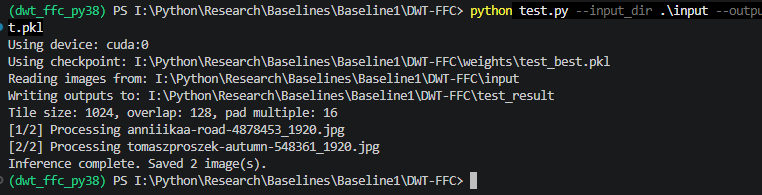 (dwt_ffc_py38) PS I:\Python\Research\Baselines\Baseline1\DWT-FFC> python test.py --input_dir .\input --outpu
t.pkl
Using device: cuda:0
Using checkpoint: I:\Python\Research\Baselines\Baseline1\DWT-FFC\weights\test_best.pkl
Reading images from: I:\Python\Research\Baselines\Baseline1\DWT-FFC\input
Writing outputs to: I:\Python\Research\Baselines\Baseline1\DWT-FFC\test_result
Tile size: 1024, overlap: 128, pad multiple: 16
[1/2] Processing anniiikaa-road-4878453_1920.jpg
[2/2] Processing tomaszproszek-autumn-548361_1920.jpg
Inference complete. Saved 2 image(s).
(dwt_ffc_py38) PS I:\Python\Research\Baselines\Baseline1\DWT-FFC>